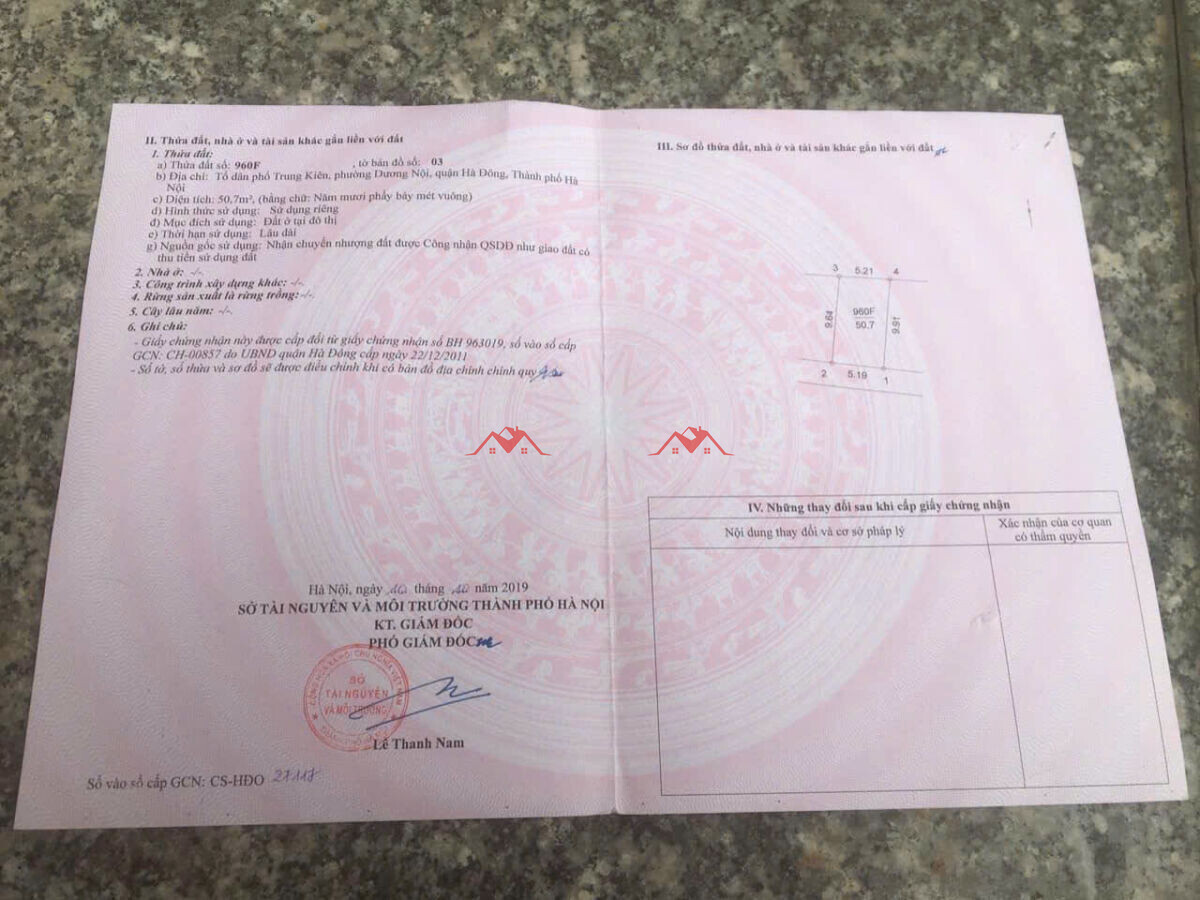 II. Thửa đất, nhà ở và tài sản khác gắn liền với đất
1. Thửa đất:
a) Thửa đất số: 960F , tờ bản đồ số: 03
b) Địa chỉ: Tổ dân phố Trung Kiên, phường Dương Nội, quận Hà Đông, Thành phố Hà
Nội
c) Diện tích: 50,7m², (bằng chữ: Năm mươi phẩy bảy mét vuông)
d) Hình thức sử dụng: Sử dụng riêng
đ) Mục đích sử dụng: Đất ở tại đô thị
e) Thời hạn sử dụng: Lâu dài
g) Nguồn gốc sử dụng: Nhận chuyển nhượng đất được Công nhận QSDĐ như giao đất có
thu tiền sử dụng đất
2. Nhà ở: -/-.
3. Công trình xây dựng khác: -/-.
4. Rừng sản xuất là rừng trồng:-/-.
5. Cây lâu năm: -/-.
6. Ghi chú:
- Giấy chứng nhận này được cấp đổi từ giấy chứng nhận số BH 963019, số vào sổ cấp
GCN: CH-00857 do UBND quận Hà Đông cấp ngày 22/12/2011
- Số tờ, số thửa và sơ đồ sẽ được điều chỉnh khi có bản đồ địa chính chính quy
Hà Nội, ngày 10 tháng 10 năm 2019
SỞ TÀI NGUYÊN VÀ MÔI TRƯỜNG THÀNH PHỐ HÀ NỘI
KT. GIÁM ĐỐC
PHÓ GIÁM ĐỐC
CỘNG HÒA XÃ HỘI CHỦ NGHĨA VIỆT NAM
SỞ
TÀI NGUYÊN
VÀ MÔI TRƯỜNG
Lê Thanh Nam
Số vào sổ cấp GCN: CS-HĐO 27117
III. Sơ đồ thửa đất, nhà ở và tài sản khác gắn liền với đất
3 5.21 4
9.64 960F 9.91
50.7
2 5.19 1
IV. Những thay đổi sau khi cấp giấy chứng nhận
Nội dung thay đổi và cơ sở pháp lý
Xác nhận của cơ quan
có thẩm quyền